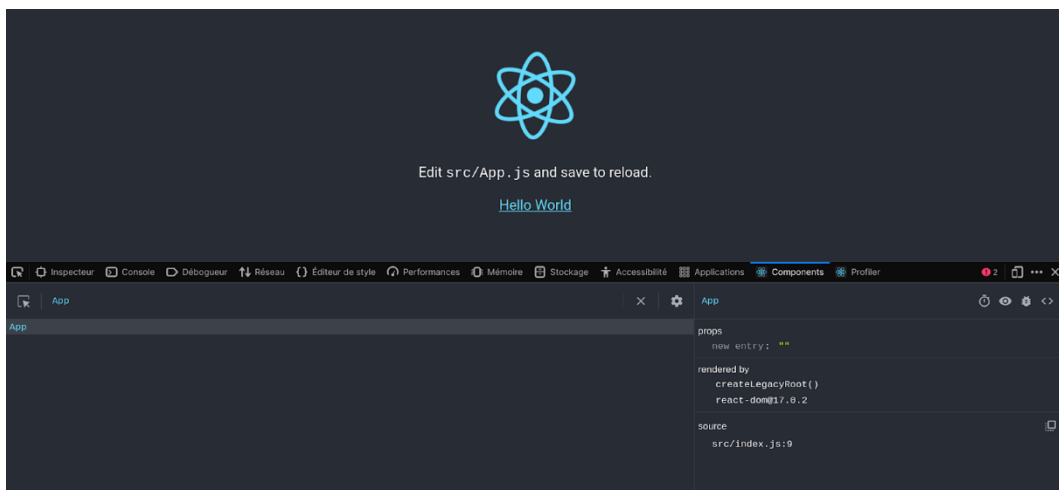 Edit src/App.js and save to reload.
Hello World
Inspecteur Console Débogueur Réseau Éditeur de style Performances Mémoire Stockage Accessibilité Applications Components Profiler 2
App
App
App
props
new entry: ""
rendered by
createLegacyRoot()
react-dom@17.0.2
source
src/index.js:9